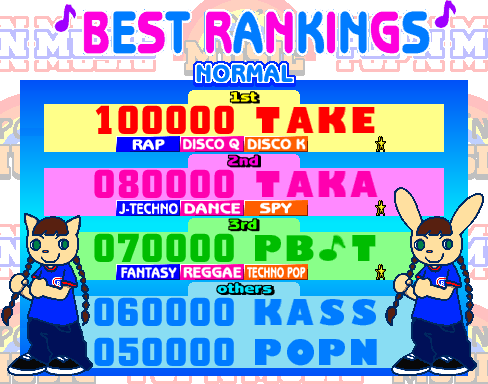 BEST RANKINGS
NORMAL
1st
100000 TAKE
RAP DISCO Q DISCO K
2nd
080000 TAKA
J-TECHNO DANCE SPY
3rd
070000 PB♪T
FANTASY REGGAE TECHNO POP
others
060000 KASS
050000 POPN